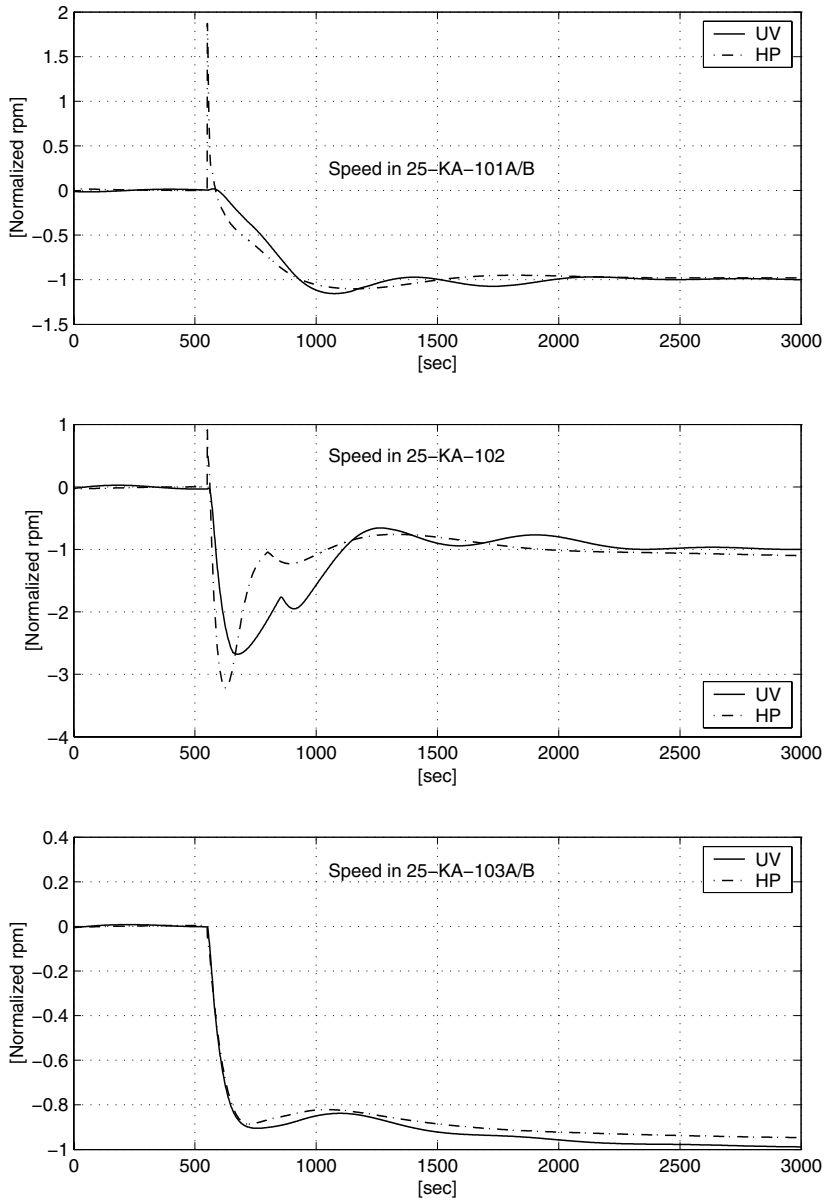 2
1.5
1
0.5
0
−0.5
−1
−1.5
[Normalized rpm]
UV
HP
Speed in 25−KA−101A/B
0 500 1000 1500 2000 2500 3000
[sec]
1
0
−1
−2
−3
−4
[Normalized rpm]
Speed in 25−KA−102
UV
HP
0 500 1000 1500 2000 2500 3000
[sec]
0.4
0.2
0
−0.2
−0.4
−0.6
−0.8
−1
[Normalized rpm]
UV
HP
Speed in 25−KA−103A/B
0 500 1000 1500 2000 2500 3000
[sec]